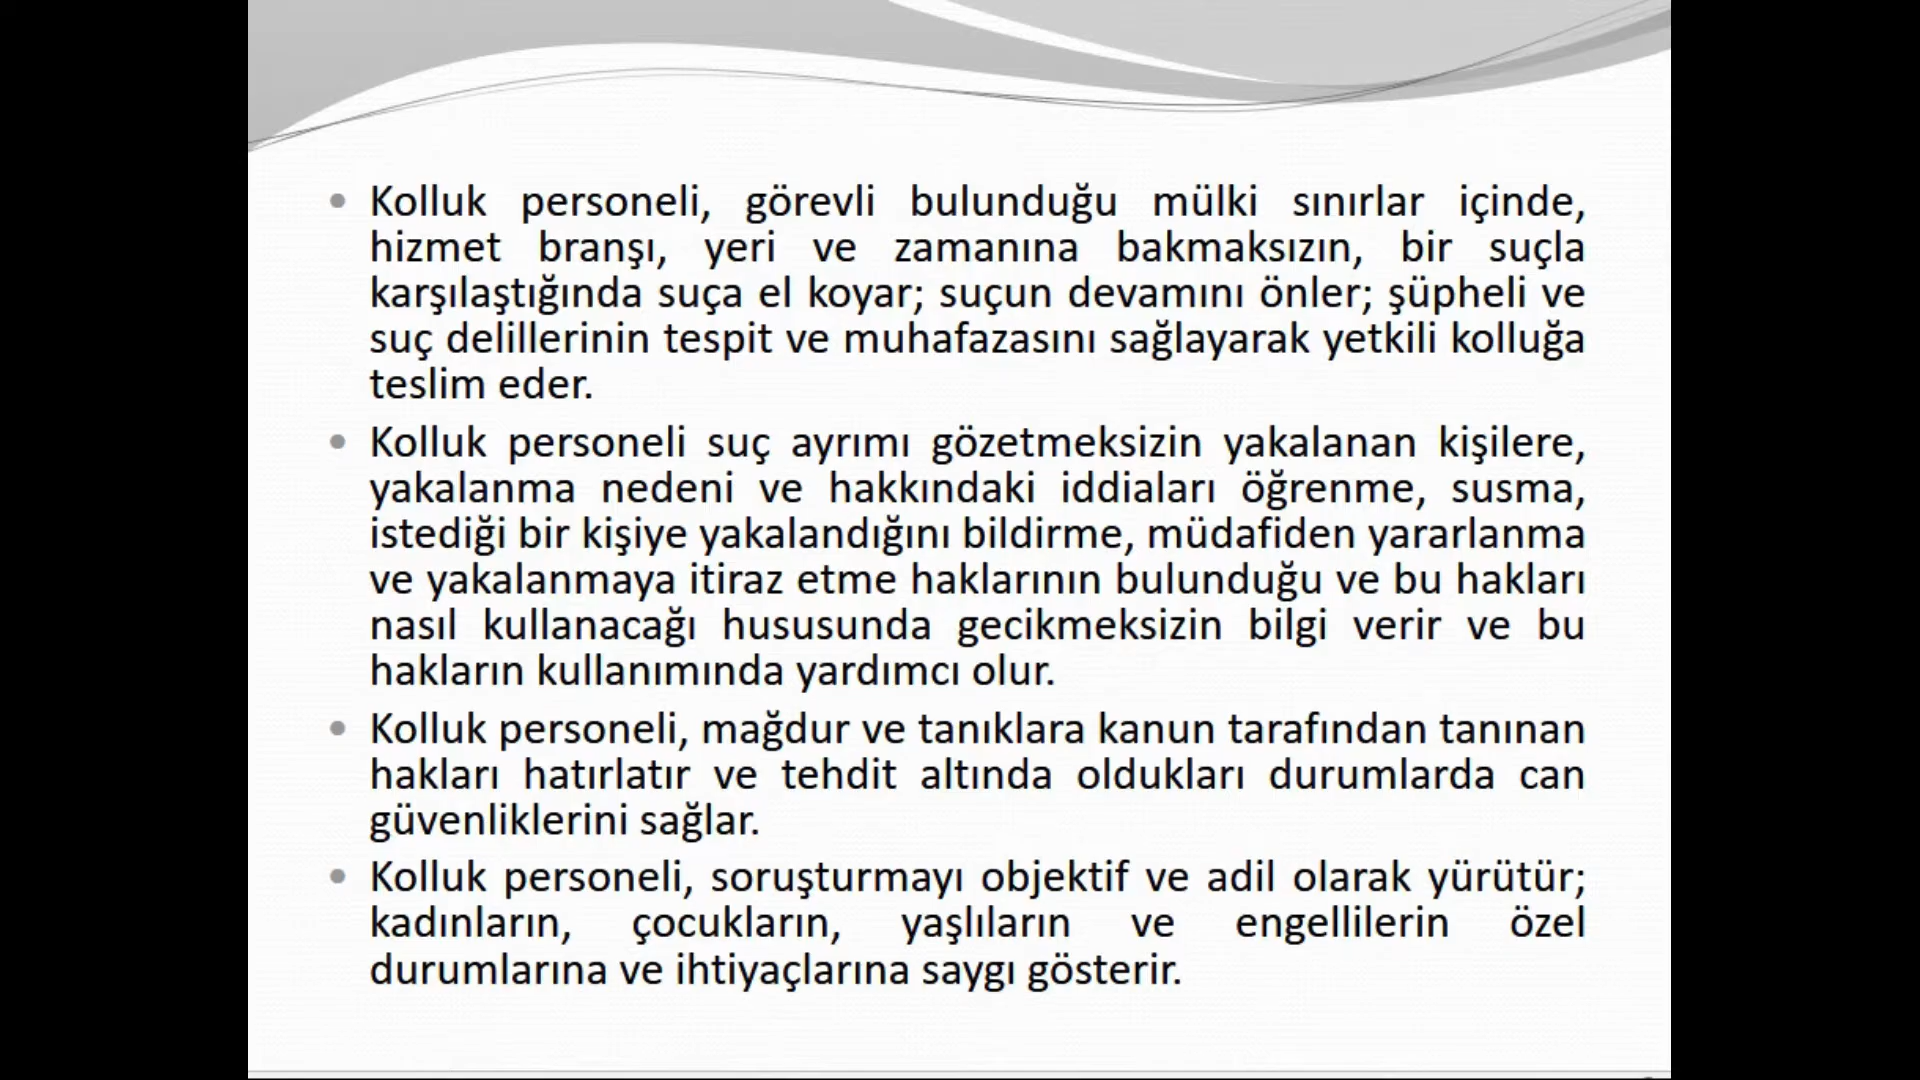 • Kolluk personeli, görevli bulunduğu mülki sınırlar içinde,
hizmet branşı, yeri ve zamanına bakmaksızın, bir suçla
karşılaştığında suça el koyar; suçun devamını önler; şüpheli ve
suç delillerinin tespit ve muhafazasını sağlayarak yetkili kolluğa
teslim eder.
• Kolluk personeli suç ayrımı gözetmeksizin yakalanan kişilere,
yakalanma nedeni ve hakkındaki iddiaları öğrenme, susma,
istediği bir kişiye yakalandığını bildirme, müdafiden yararlanma
ve yakalanmaya itiraz etme haklarının bulunduğu ve bu hakları
nasıl kullanacağı hususunda gecikmeksizin bilgi verir ve bu
hakların kullanımında yardımcı olur.
• Kolluk personeli, mağdur ve tanıklara kanun tarafından tanınan
hakları hatırlatır ve tehdit altında oldukları durumlarda can
güvenliklerini sağlar.
• Kolluk personeli, soruşturmayı objektif ve adil olarak yürütür;
kadınların, çocukların, yaşlıların ve engellilerin özel
durumlarına ve ihtiyaçlarına saygı gösterir.